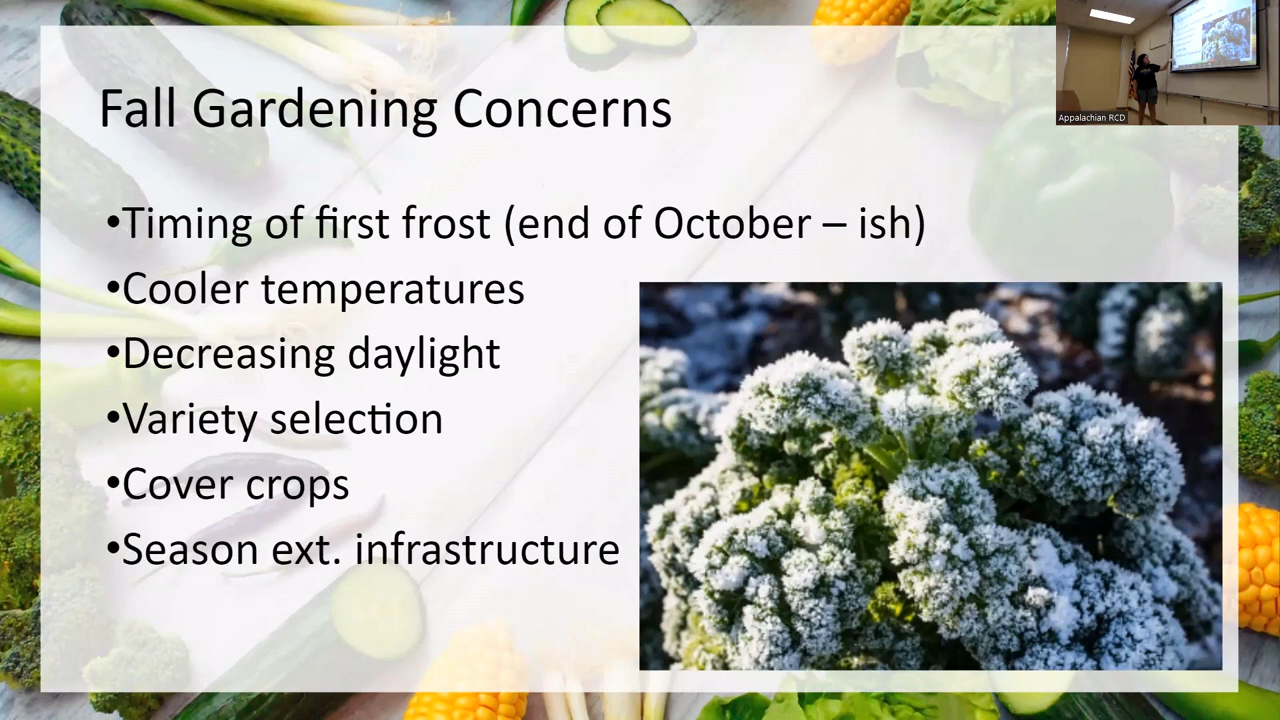 Fall Gardening Concerns
•Timing of first frost (end of October – ish)
•Cooler temperatures
•Decreasing daylight
•Variety selection
•Cover crops
•Season ext. infrastructure
Appalachian RCD